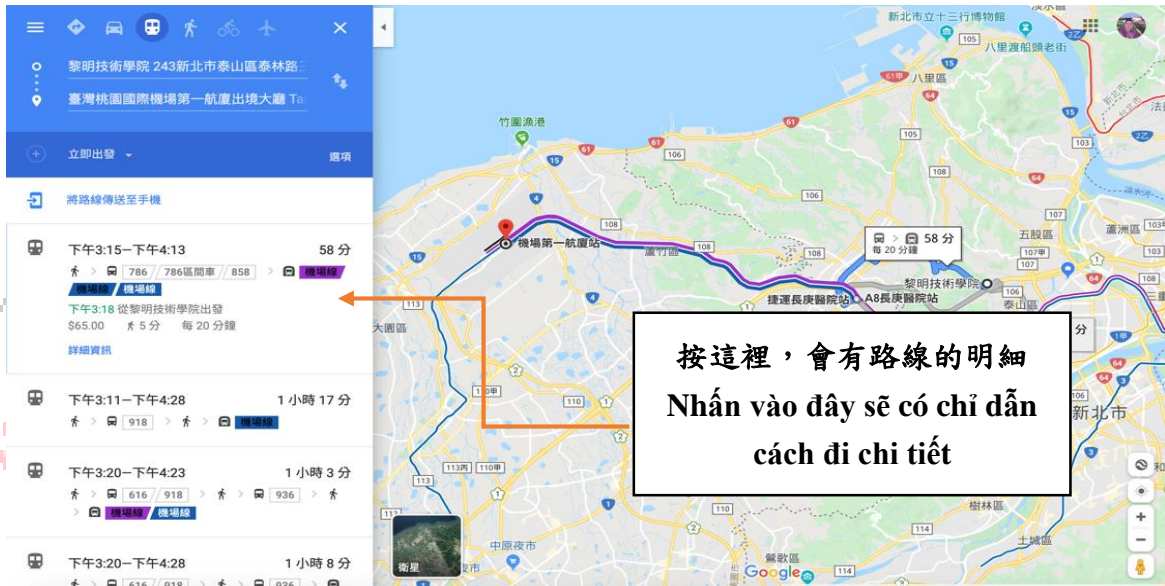 黎明技術學院 243新北市泰山區泰林路三
臺灣桃園國際機場第一航廈出境大廳 Ta
立即出發
選項
將路線傳送至手機
下午3:15–下午4:13 58 分
786 / 786區間車 / 858 > 機場線
機場線 / 機場線
下午3:18 從黎明技術學院出發
$65.00 5 分 每 20 分鐘
詳細資訊
下午3:11–下午4:28 1 小時 17 分
918 > 機場線
下午3:20–下午4:23 1 小時 3 分
616 / 918 > 936 >
> 機場線 / 機場線
下午3:20–下午4:28 1 小時 8 分
616 / 918 > 936 >
新北市立十三行博物館
淡水區
八里渡船頭老街
八里區
竹圍漁港
機場第一航廈站
蘆竹區
58 分
每 20 分鐘
五股區
蘆洲區
黎明技術學院
泰山區
捷運長庚醫院站
A8長庚醫院站
大園區
分
按這裡，會有路線的明細
Nhấn vào đây sẽ có chỉ dẫn
cách đi chi tiết
新北市
樹林區
土城區
中原夜市
夜市
鶯歌區
衛星
Google